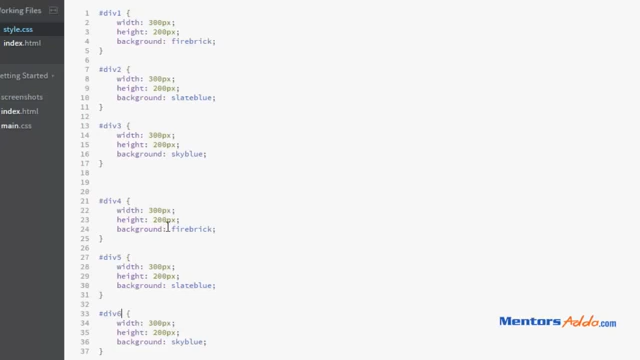 orking Files
style.css
index.html
etting Started
screenshots
index.html
main.css
1 #div1 {
2 width: 300px;
3 height: 200px;
4 background: firebrick;
5 }
6
7 #div2 {
8 width: 300px;
9 height: 200px;
10 background: slateblue;
11 }
12
13 #div3 {
14 width: 300px;
15 height: 200px;
16 background: skyblue;
17 }
18
19
20
21 #div4 {
22 width: 300px;
23 height: 200px;
24 background: firebrick;
25 }
26
27 #div5 {
28 width: 300px;
29 height: 200px;
30 background: slateblue;
31 }
32
33 #div6 {
34 width: 300px;
35 height: 200px;
36 background: skyblue;
37 }
MentorsAdda.com